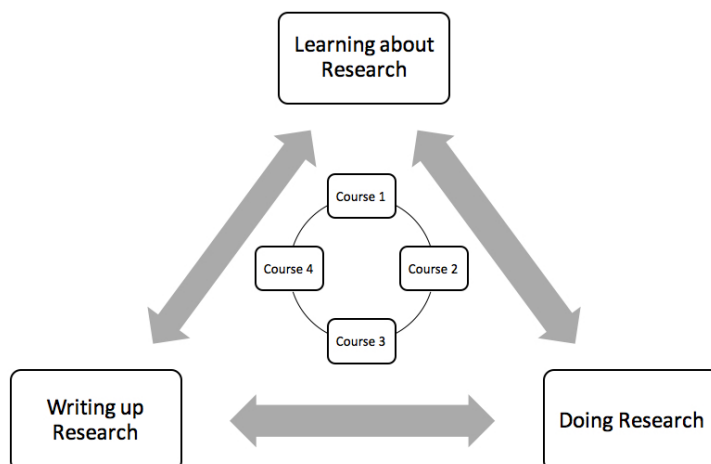 Learning about
Research
Course 1
Course 4
Course 2
Course 3
Writing up
Research
Doing Research